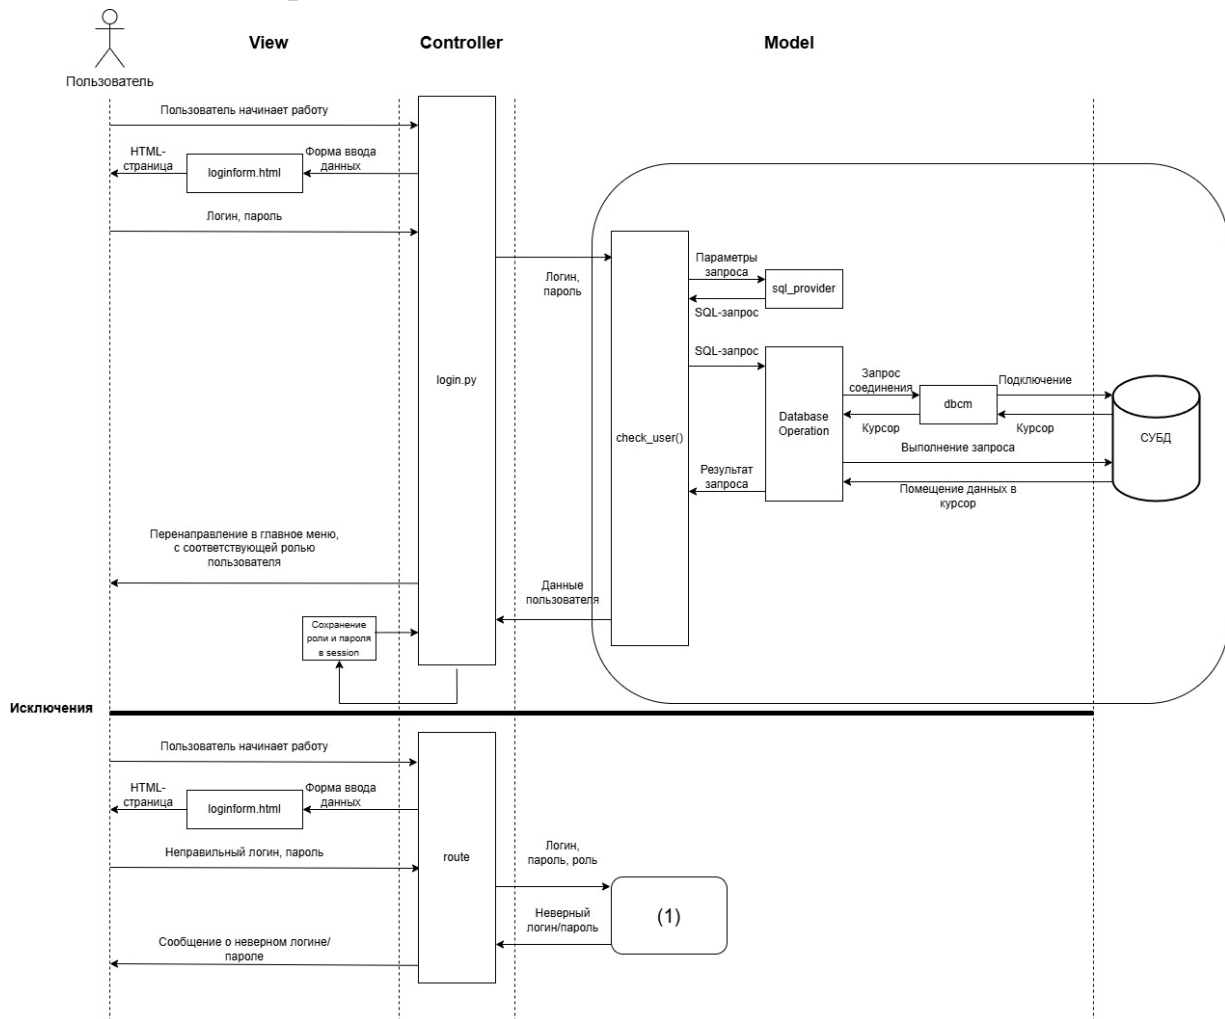 View
Controller
Model
Пользователь
Пользователь начинает работу
HTML-
страница
loginform.html
Форма ввода
данных
Логин, пароль
Логин,
пароль
Параметры
запроса
sql_provider
SQL-запрос
SQL-запрос
login.py
check_user()
Database
Operation
Запрос
соединения
dbcm
Подключение
Курсор
Курсор
СУБД
Выполнение запроса
Результат
запроса
Помещение данных в
курсор
Перенаправление в главное меню,
с соответствующей ролью
пользователя
Данные
пользователя
Сохранение
роли и пароля
в session
Исключения
Пользователь начинает работу
HTML-
страница
loginform.html
Форма ввода
данных
Неправильный логин, пароль
route
Логин,
пароль, роль
(1)
Неверный
логин/пароль
Сообщение о неверном логине/
пароле